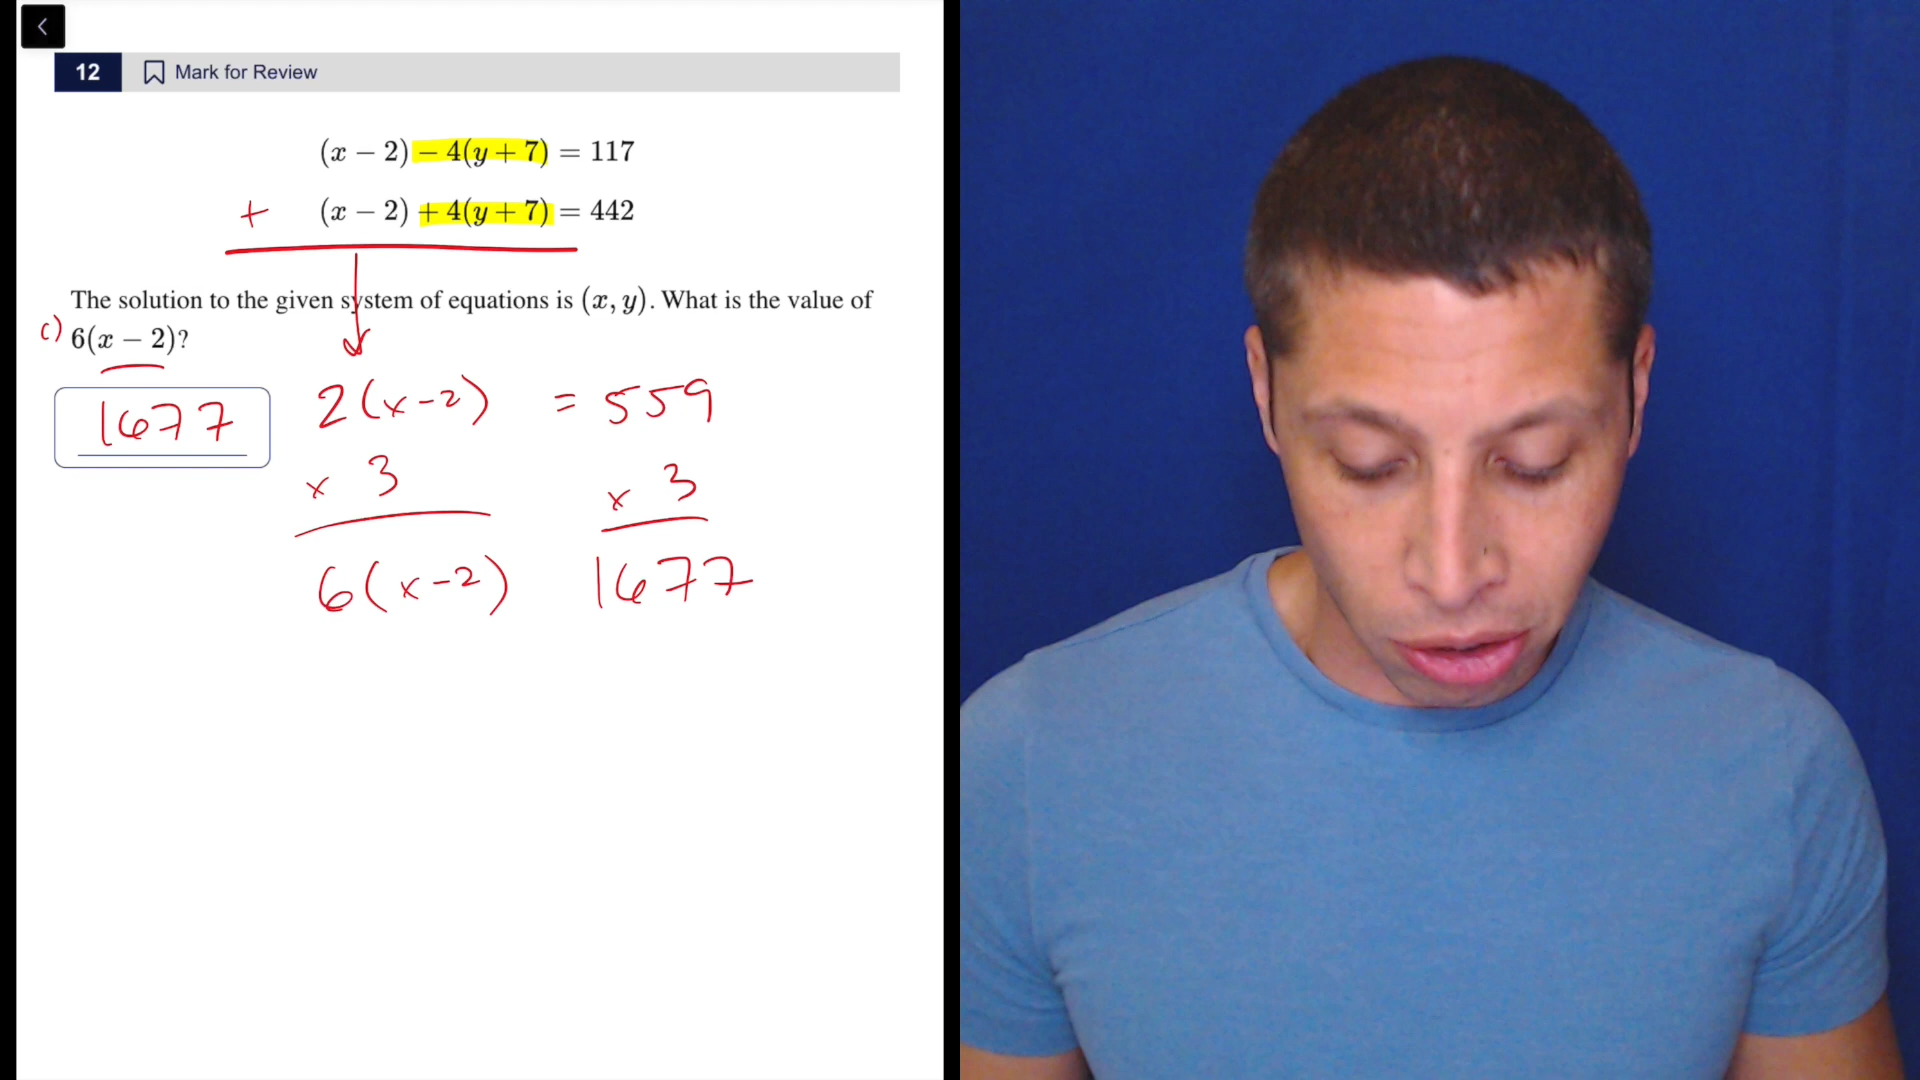 12 Mark for Review
(x − 2) − 4(y + 7) = 117
+ (x − 2) + 4(y + 7) = 442
The solution to the given system of equations is (x, y). What is the value of
c) 6(x − 2)?
1677
2(x-2) = 559
x 3 x 3
6(x-2) 1677